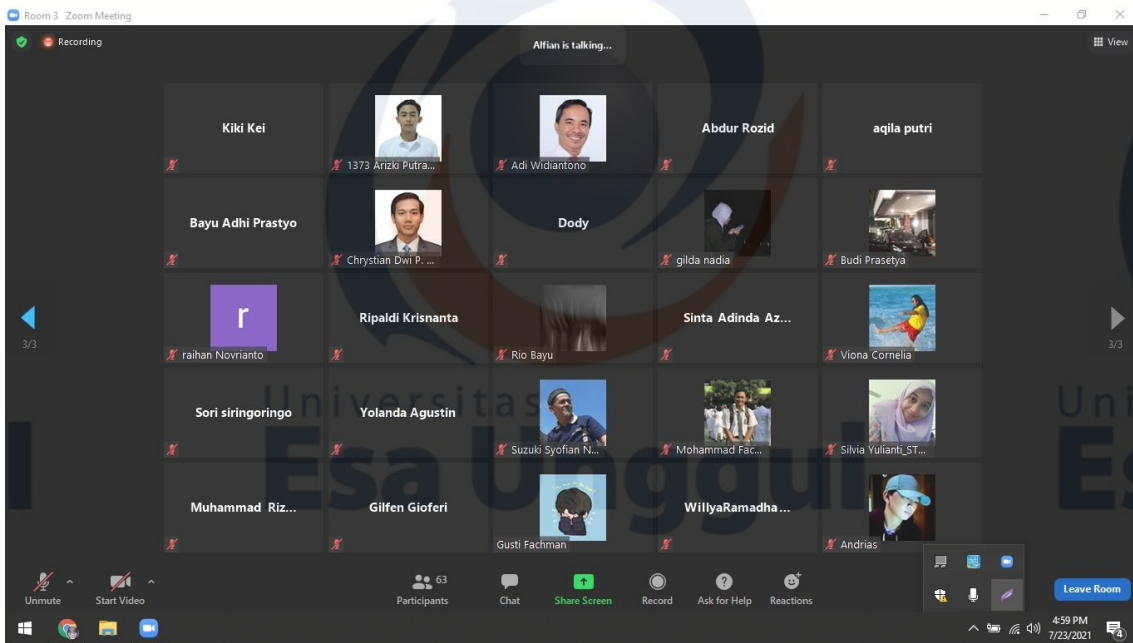 Room 3 Zoom Meeting
Recording
Alfian is talking...
View
Kiki Kei
1373 Arizki Putra...
Adi Widiantono
Abdur Rozid
aqila putri
Bayu Adhi Prastyo
Chrystian Dwi P. ...
Dody
gilda nadia
Budi Prasetya
r
raihan Novrianto
Ripaldi Krisnanta
Rio Bayu
Sinta Adinda Az...
Viona Cornelia
3/3
3/3
Sori siringoringo
Yolanda Agustin
Suzuki Syofian N...
Mohammad Fac...
Silvia Yulianti_ST...
Universitas
Esa Unggul
Uni
Es
Muhammad Riz...
Gilfen Gioferi
Gusti Fachman
WillyaRamadha...
Andrias
Unmute
Start Video
63
Participants
Chat
Share Screen
Record
Ask for Help
Reactions
Leave Room
4:59 PM
7/23/2021
4